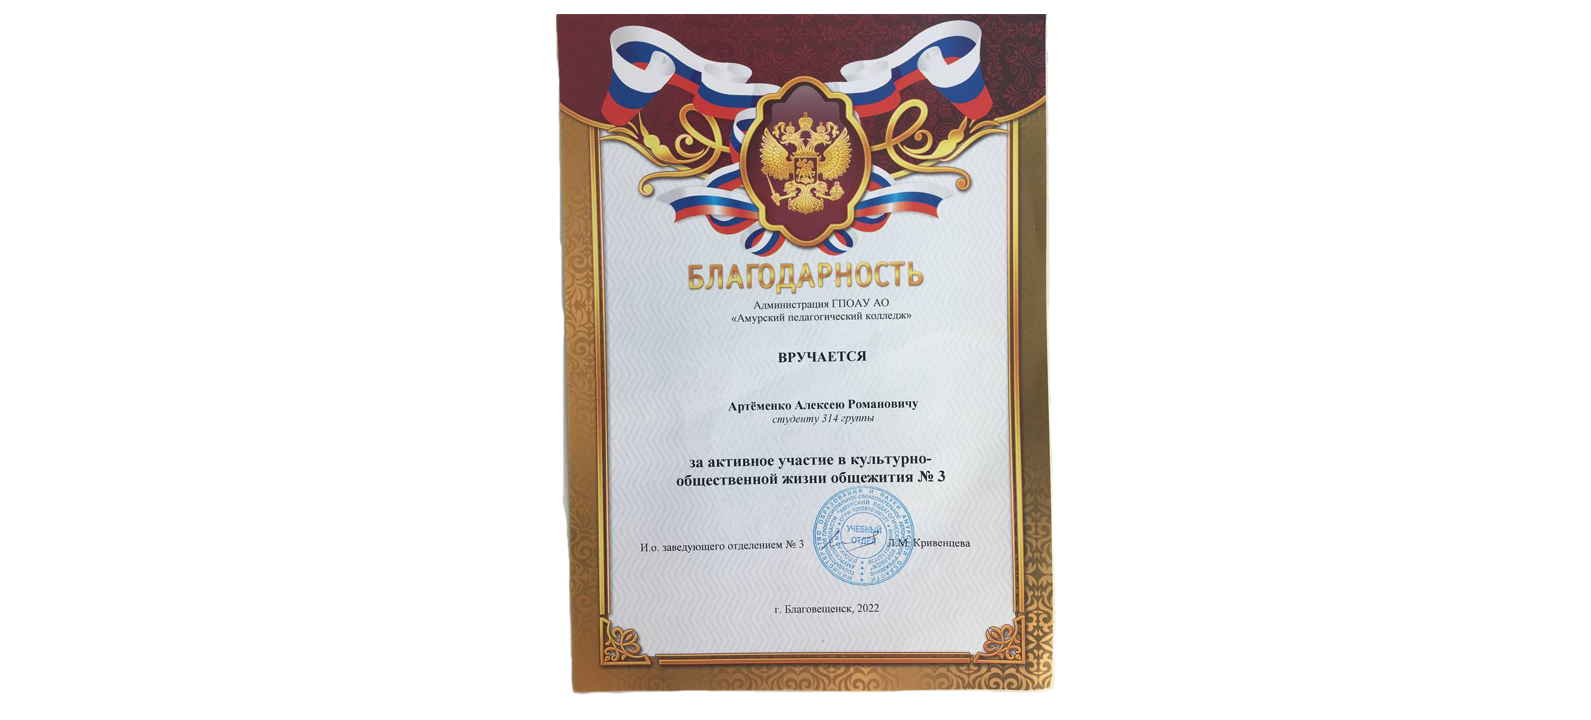 БЛАГОДАРНОСТЬ
Администрация ГПОАУ АО
«Амурский педагогический колледж»
ВРУЧАЕТСЯ
Артёменко Алексею Романовичу
студенту 314 группы
за активное участие в культурно-
общественной жизни общежития № 3
УЧЕБНЫЙ
ОТДЕЛ
И.о. заведующего отделением № 3 Л.М. Кривенцева
г. Благовещенск, 2022